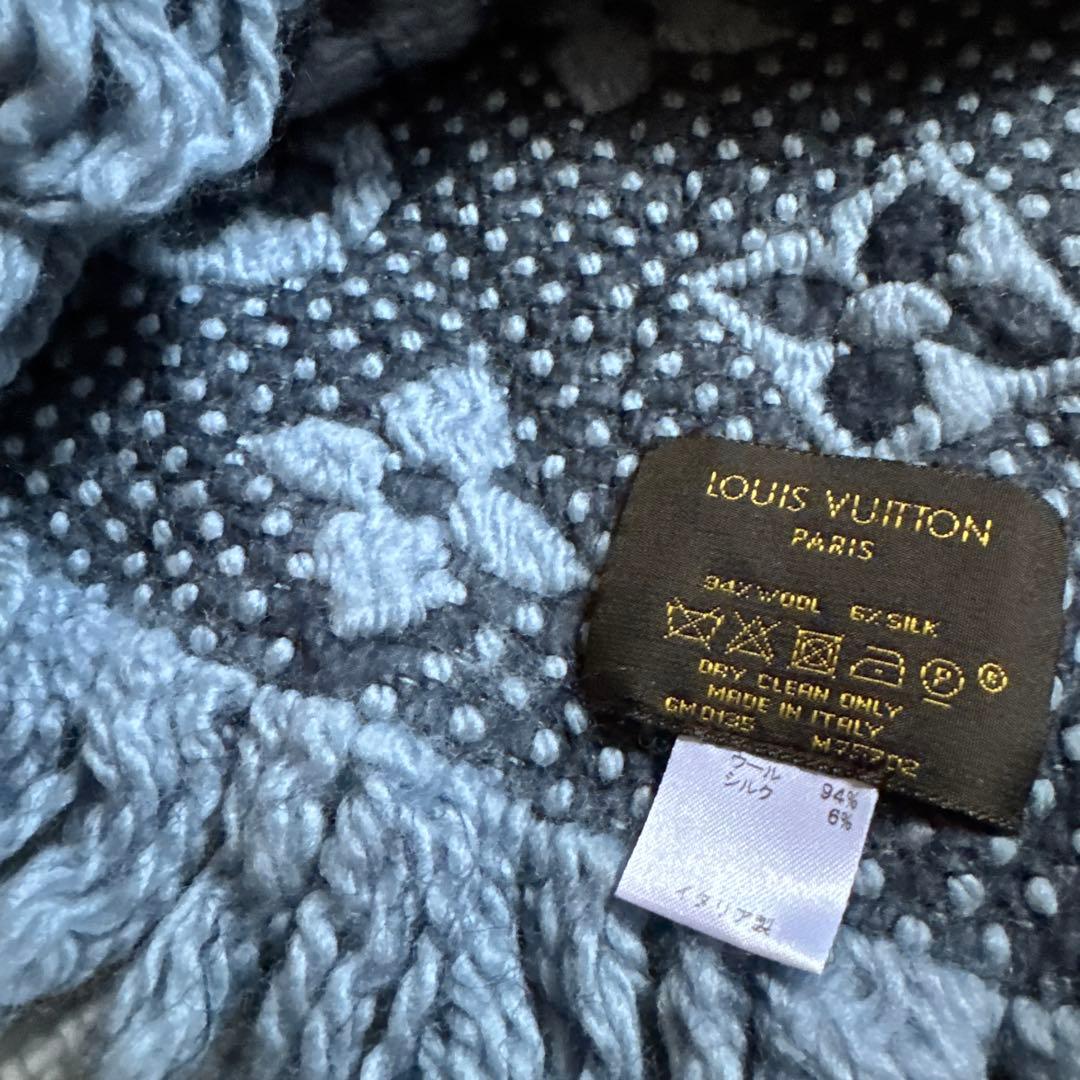 LOUIS VUITTON
PARIS
94% WOOL 6% SILK
P
DRY CLEAN ONLY
MADE IN ITALY
GM0135
ウール 94%
シルク 6%
イタリア製